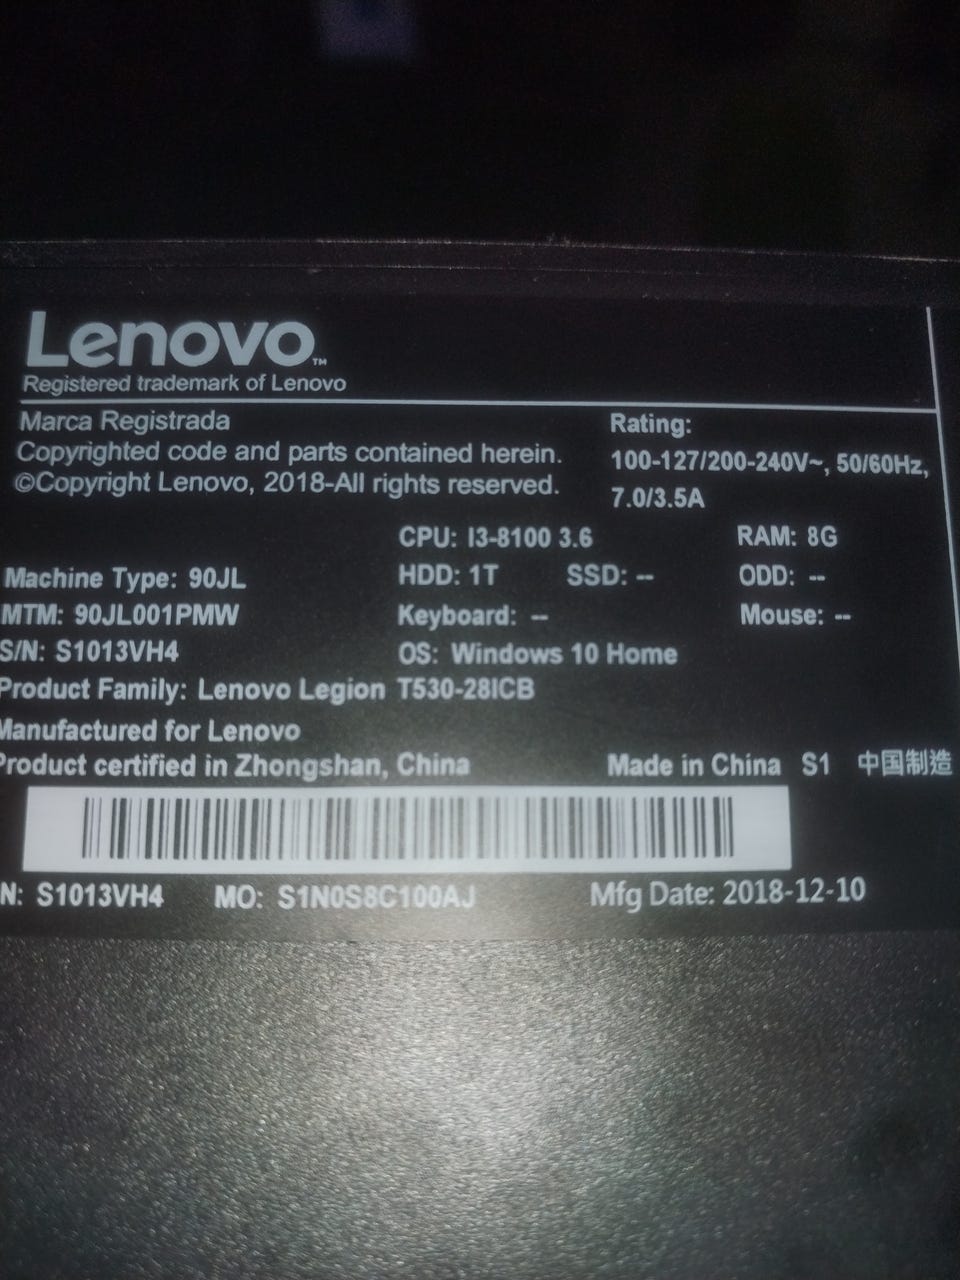 Lenovo™
Registered trademark of Lenovo
Marca Registrada
Copyrighted code and parts contained herein.
©Copyright Lenovo, 2018-All rights reserved.
Rating:
100-127/200-240V~, 50/60Hz,
7.0/3.5A
CPU: I3-8100 3.6 RAM: 8G
Machine Type: 90JL HDD: 1T SSD: -- ODD: --
MTM: 90JL001PMW Keyboard: -- Mouse: --
S/N: S1013VH4 OS: Windows 10 Home
Product Family: Lenovo Legion T530-28ICB
Manufactured for Lenovo
Product certified in Zhongshan, China Made in China S1 中国制造
N: S1013VH4 MO: S1N0S8C100AJ Mfg Date: 2018-12-10